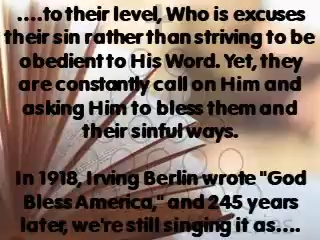 ....to their level, Who is excuses
their sin rather than striving to be
obedient to His Word. Yet, they
are constantly call on Him and
asking Him to bless them and
their sinful ways.
In 1918, Irving Berlin wrote "God
Bless America," and 245 years
later, we're still singing it as....